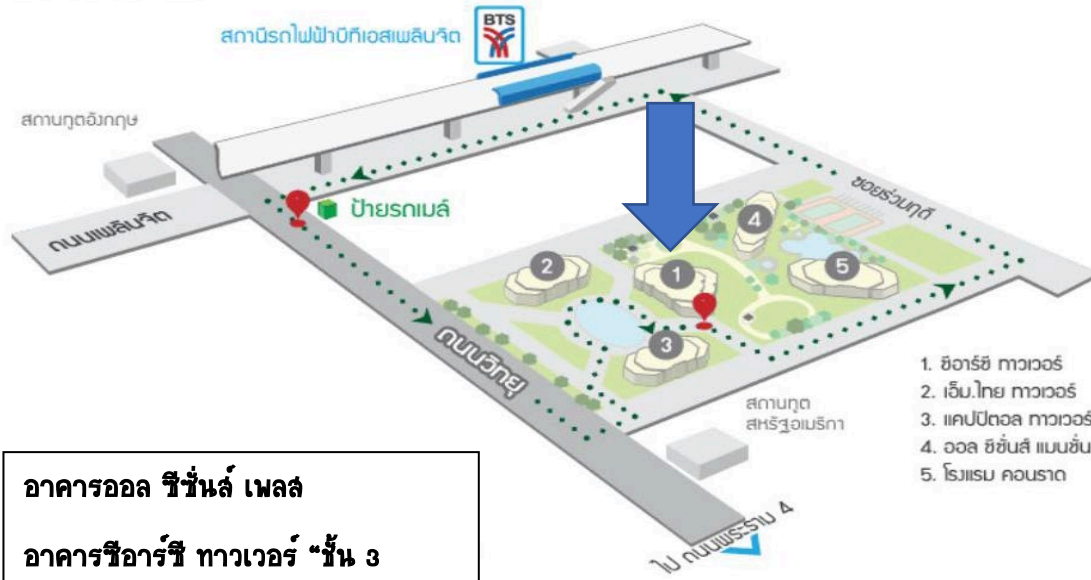 BTS
สถานีรถไฟฟ้าบีทีเอสเพลินจิต
สถานทูตอังกฤษ
ป้ายรถเมล์
ถนนเพลินจิต
ซอยร่วมฤดี
4
2
1
5
3
ถนนวิทยุ
สถานทูต
สหรัฐอเมริกา
1. ซีอาร์ซี ทาวเวอร์
2. เอ็ม.ไทย ทาวเวอร์
3. แคปปิตอล ทาวเวอร์
4. ออล ซีซั่นส์ แมนชั่น
5. โรงแรม คอนราด
ไป ถนนพระราม 4
อาคารออล ซีซั่นส์ เพลส
อาคารซีอาร์ซี ทาวเวอร์ “ชั้น 3